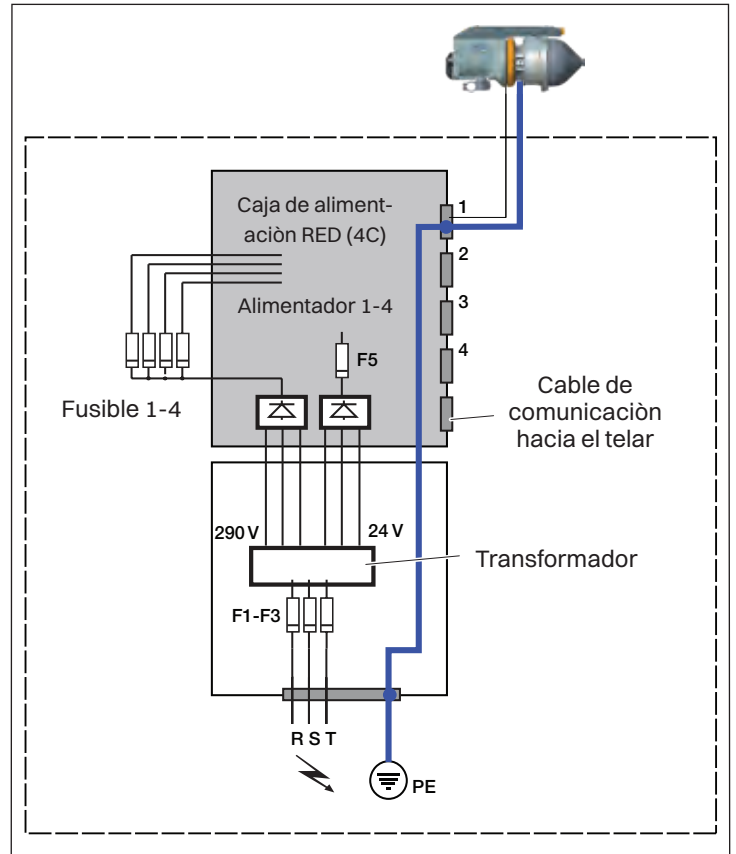 Caja de aliment-
aciòn RED (4C)
1
2
3
4
Alimentador 1-4
F5
Fusible 1-4
Cable de
comunicaciòn
hacia el telar
290 V
24 V
Transformador
F1-F3
R S T
PE